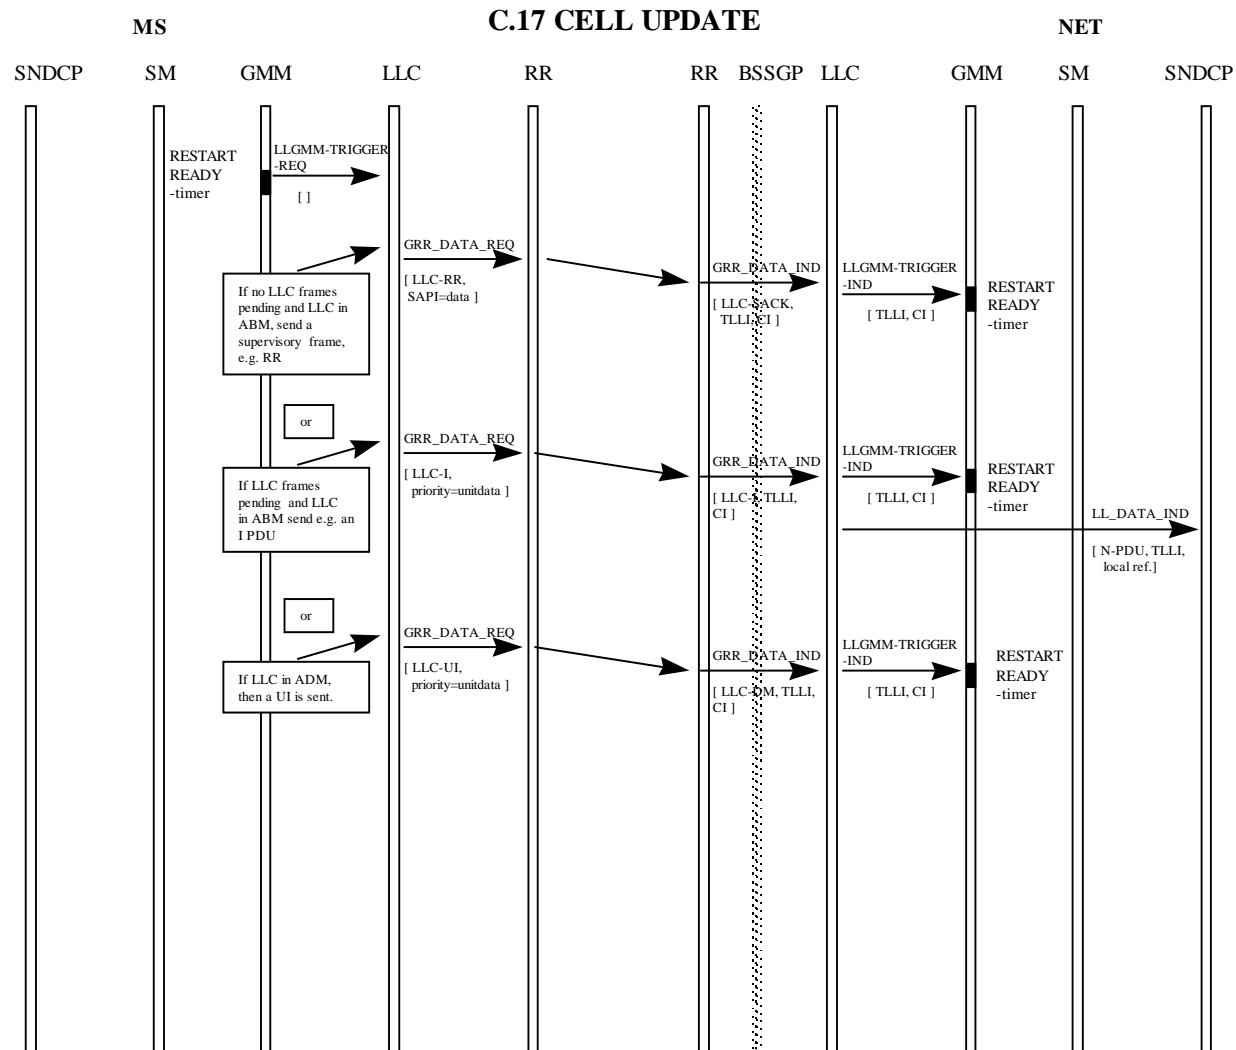 C.17 CELL UPDATE
MS
NET
SNDCP SM GMM LLC RR RR BSSGP LLC GMM SM SNDCP
RESTART
READY
-timer
LLGMM-TRIGGER
-REQ
[ ]
GRR_DATA_REQ
[ LLC-RR,
SAPI=data ]
GRR_DATA_IND
[ LLC-SACK,
TLLI, CI ]
LLGMM-TRIGGER
-IND
[ TLLI, CI ]
RESTART
READY
-timer
If no LLC frames
pending and LLC in
ABM, send a
supervisory frame,
e.g. RR
or
GRR_DATA_REQ
[ LLC-I,
priority=unitdata ]
GRR_DATA_IND
[ LLC-I, TLLI,
CI ]
LLGMM-TRIGGER
-IND
[ TLLI, CI ]
RESTART
READY
-timer
If LLC frames
pending and LLC
in ABM send e.g. an
I PDU
LL_DATA_IND
[ N-PDU, TLLI,
local ref.]
or
GRR_DATA_REQ
[ LLC-UI,
priority=unitdata ]
GRR_DATA_IND
[ LLC-DM, TLLI,
CI ]
LLGMM-TRIGGER
-IND
[ TLLI, CI ]
RESTART
READY
-timer
If LLC in ADM,
then a UI is sent.